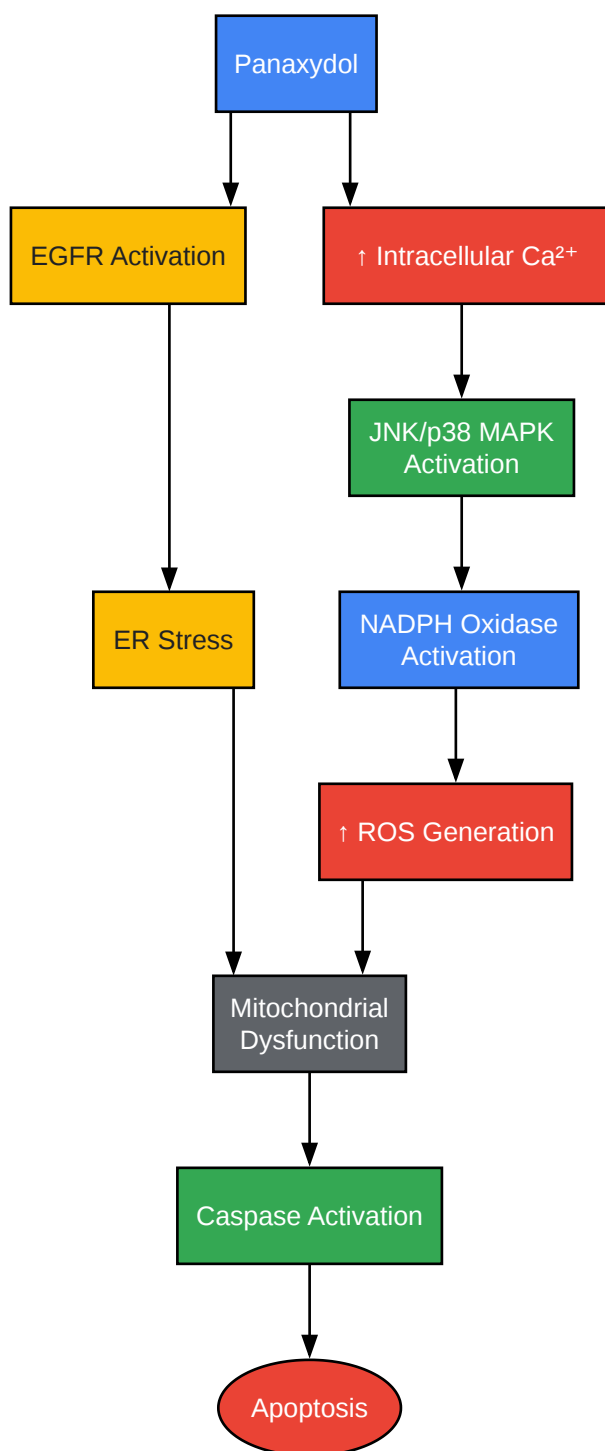 Panaxydol
EGFR Activation
↑ Intracellular Ca²⁺
JNK/p38 MAPK
Activation
NADPH Oxidase
Activation
ER Stress
↑ ROS Generation
Mitochondrial
Dysfunction
Caspase Activation
Apoptosis